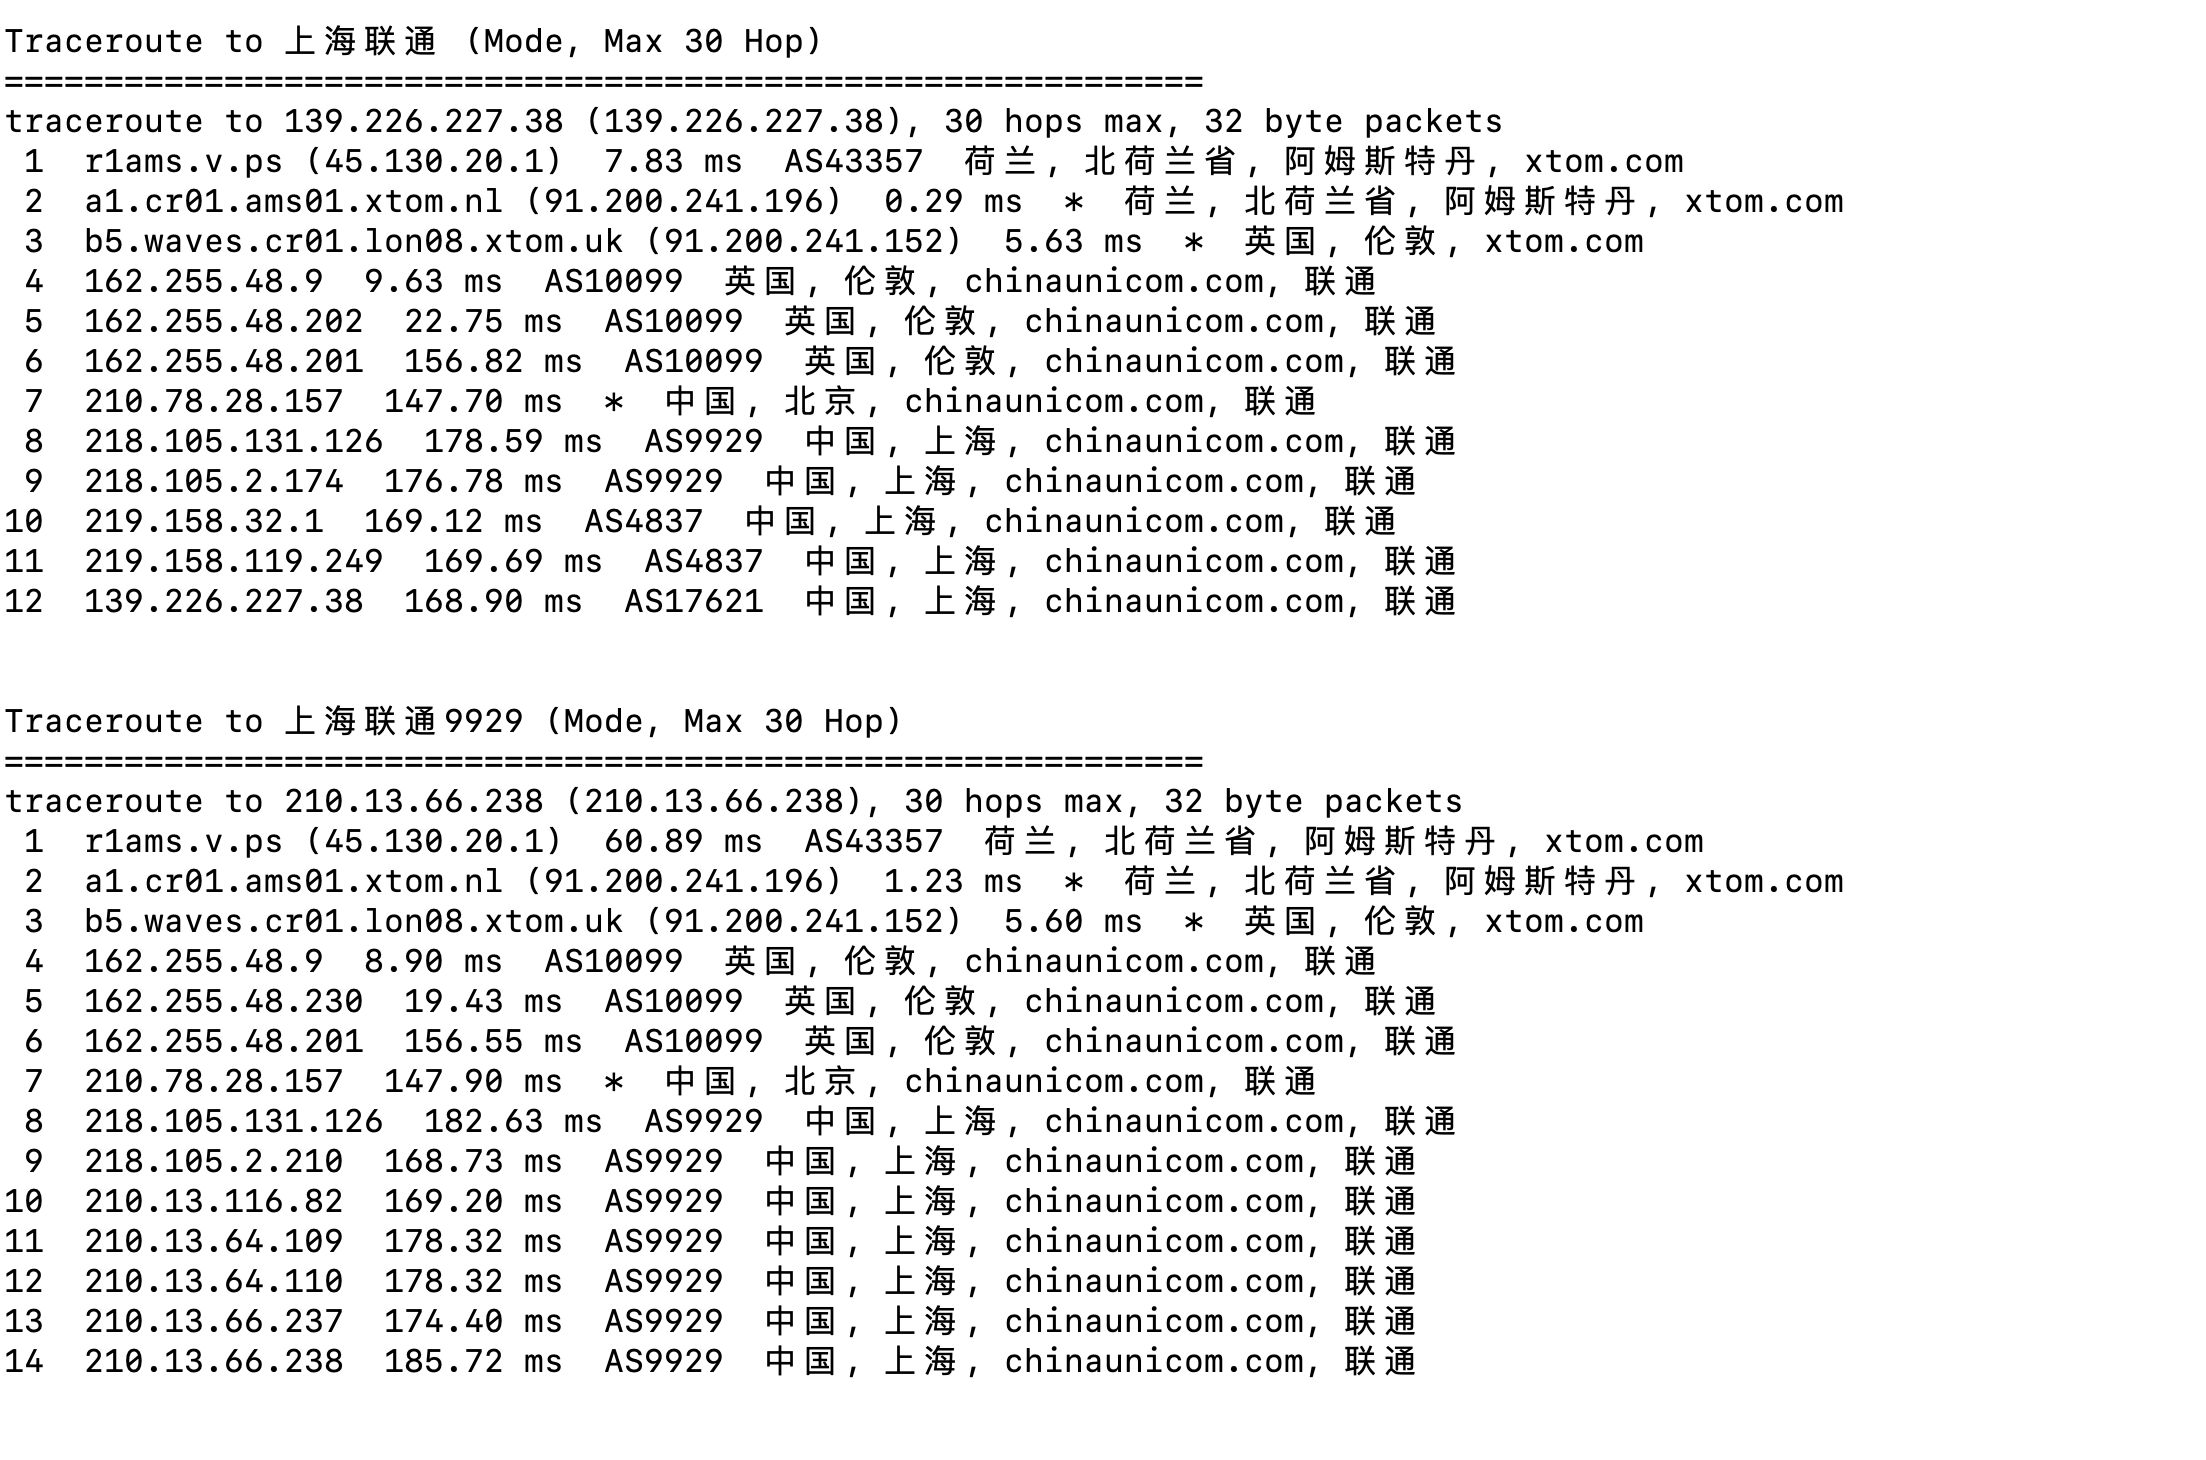 Traceroute to 上海联通 (Mode, Max 30 Hop)
============================================================
traceroute to 139.226.227.38 (139.226.227.38), 30 hops max, 32 byte packets
 1  r1ams.v.ps (45.130.20.1)  7.83 ms  AS43357  荷兰, 北荷兰省, 阿姆斯特丹, xtom.com
 2  a1.cr01.ams01.xtom.nl (91.200.241.196)  0.29 ms  *  荷兰, 北荷兰省, 阿姆斯特丹, xtom.com
 3  b5.waves.cr01.lon08.xtom.uk (91.200.241.152)  5.63 ms  *  英国, 伦敦, xtom.com
 4  162.255.48.9  9.63 ms  AS10099  英国, 伦敦, chinaunicom.com, 联通
 5  162.255.48.202  22.75 ms  AS10099  英国, 伦敦, chinaunicom.com, 联通
 6  162.255.48.201  156.82 ms  AS10099  英国, 伦敦, chinaunicom.com, 联通
 7  210.78.28.157  147.70 ms  *  中国, 北京, chinaunicom.com, 联通
 8  218.105.131.126  178.59 ms  AS9929  中国, 上海, chinaunicom.com, 联通
 9  218.105.2.174  176.78 ms  AS9929  中国, 上海, chinaunicom.com, 联通
10  219.158.32.1  169.12 ms  AS4837  中国, 上海, chinaunicom.com, 联通
11  219.158.119.249  169.69 ms  AS4837  中国, 上海, chinaunicom.com, 联通
12  139.226.227.38  168.90 ms  AS17621  中国, 上海, chinaunicom.com, 联通
Traceroute to 上海联通9929 (Mode, Max 30 Hop)
============================================================
traceroute to 210.13.66.238 (210.13.66.238), 30 hops max, 32 byte packets
 1  r1ams.v.ps (45.130.20.1)  60.89 ms  AS43357  荷兰, 北荷兰省, 阿姆斯特丹, xtom.com
 2  a1.cr01.ams01.xtom.nl (91.200.241.196)  1.23 ms  *  荷兰, 北荷兰省, 阿姆斯特丹, xtom.com
 3  b5.waves.cr01.lon08.xtom.uk (91.200.241.152)  5.60 ms  *  英国, 伦敦, xtom.com
 4  162.255.48.9  8.90 ms  AS10099  英国, 伦敦, chinaunicom.com, 联通
 5  162.255.48.230  19.43 ms  AS10099  英国, 伦敦, chinaunicom.com, 联通
 6  162.255.48.201  156.55 ms  AS10099  英国, 伦敦, chinaunicom.com, 联通
 7  210.78.28.157  147.90 ms  *  中国, 北京, chinaunicom.com, 联通
 8  218.105.131.126  182.63 ms  AS9929  中国, 上海, chinaunicom.com, 联通
 9  218.105.2.210  168.73 ms  AS9929  中国, 上海, chinaunicom.com, 联通
10  210.13.116.82  169.20 ms  AS9929  中国, 上海, chinaunicom.com, 联通
11  210.13.64.109  178.32 ms  AS9929  中国, 上海, chinaunicom.com, 联通
12  210.13.64.110  178.32 ms  AS9929  中国, 上海, chinaunicom.com, 联通
13  210.13.66.237  174.40 ms  AS9929  中国, 上海, chinaunicom.com, 联通
14  210.13.66.238  185.72 ms  AS9929  中国, 上海, chinaunicom.com, 联通